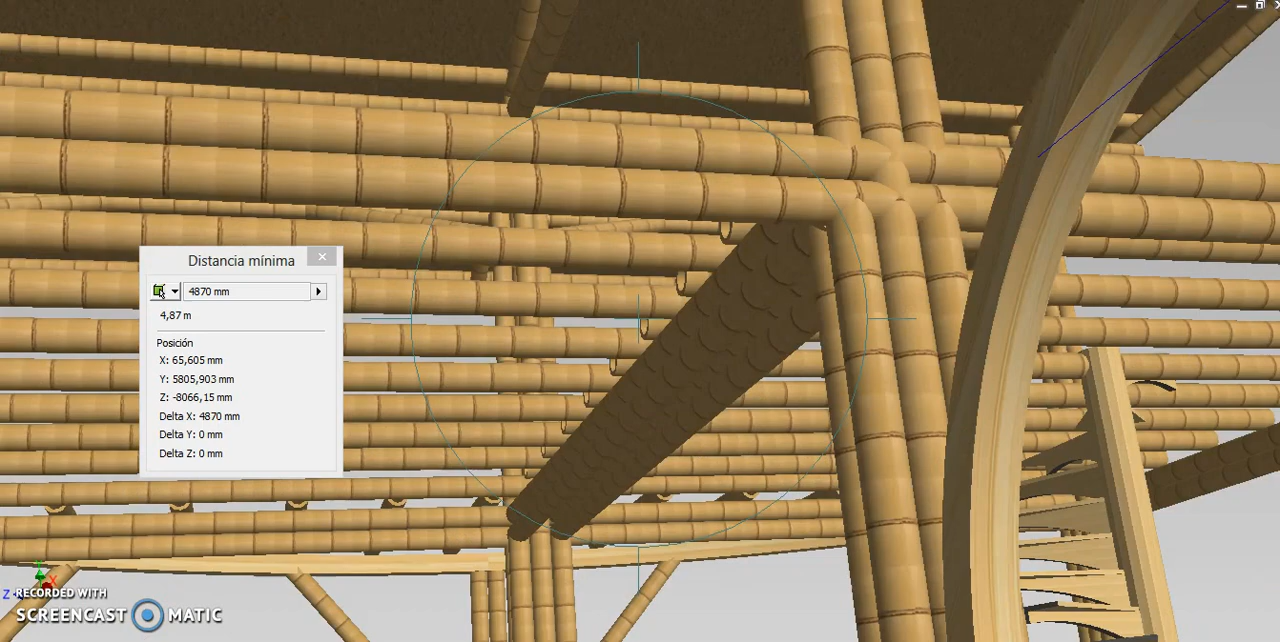 Distancia mínima
4870 mm
4,87 m
Posición
X: 65,605 mm
Y: 5805,903 mm
Z: -8066,15 mm
Delta X: 4870 mm
Delta Y: 0 mm
Delta Z: 0 mm
X
Z
RECORDED WITH
SCREENCAST MATIC